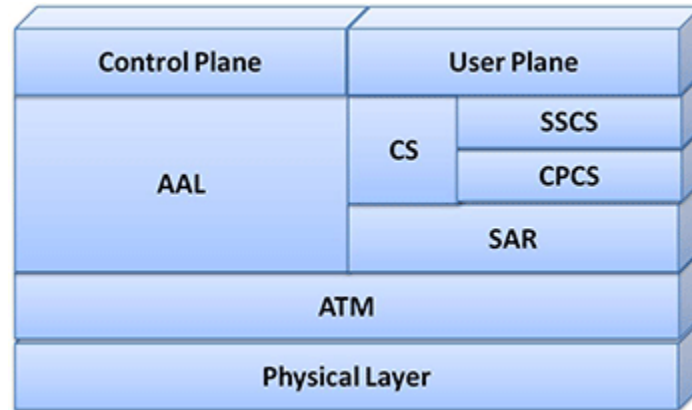 Control Plane
User Plane
SSCS
CS
CPCS
AAL
SAR
ATM
Physical Layer